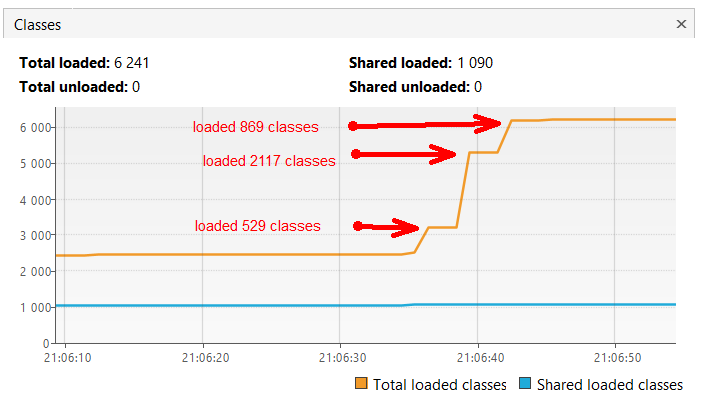 Classes ×
Total loaded: 6 241 Shared loaded: 1 090
Total unloaded: 0 Shared unloaded: 0
6 000
loaded 869 classes
5 000
loaded 2117 classes
4 000
3 000
loaded 529 classes
2 000
1 000
0
21:06:10 21:06:20 21:06:30 21:06:40 21:06:50
Total loaded classes Shared loaded classes